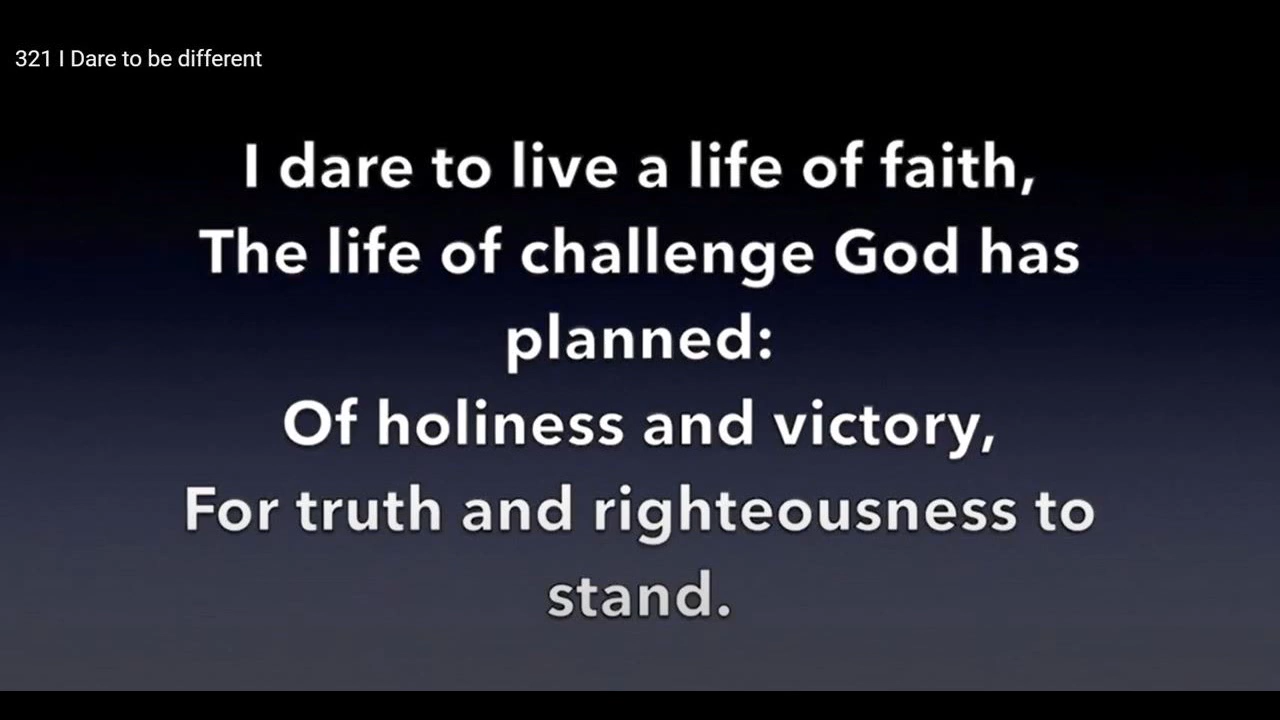 321 I Dare to be different
I dare to live a life of faith,
The life of challenge God has
planned:
Of holiness and victory,
For truth and righteousness to
stand.